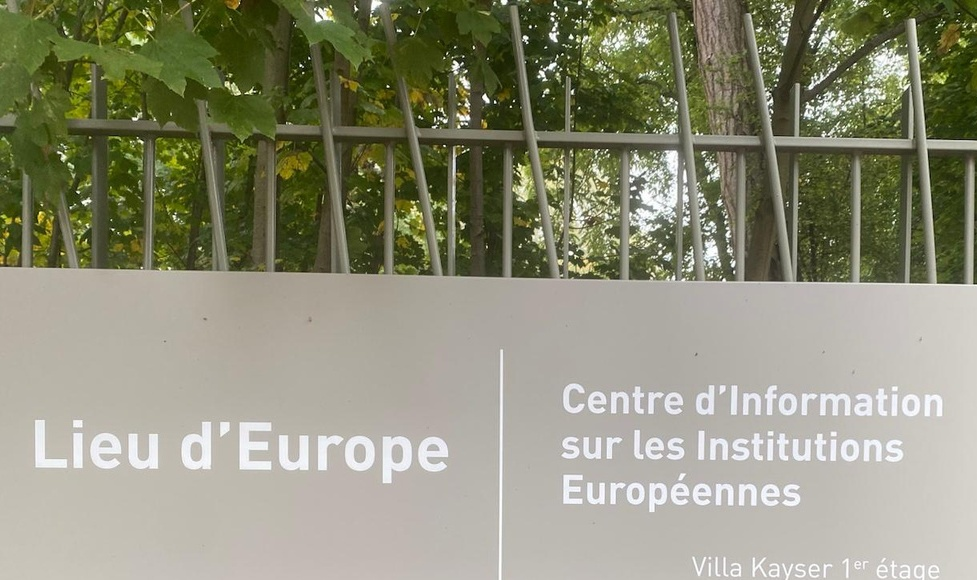 Lieu d'Europe
Centre d'Information
sur les Institutions
Européennes
Villa Kayser 1er étage